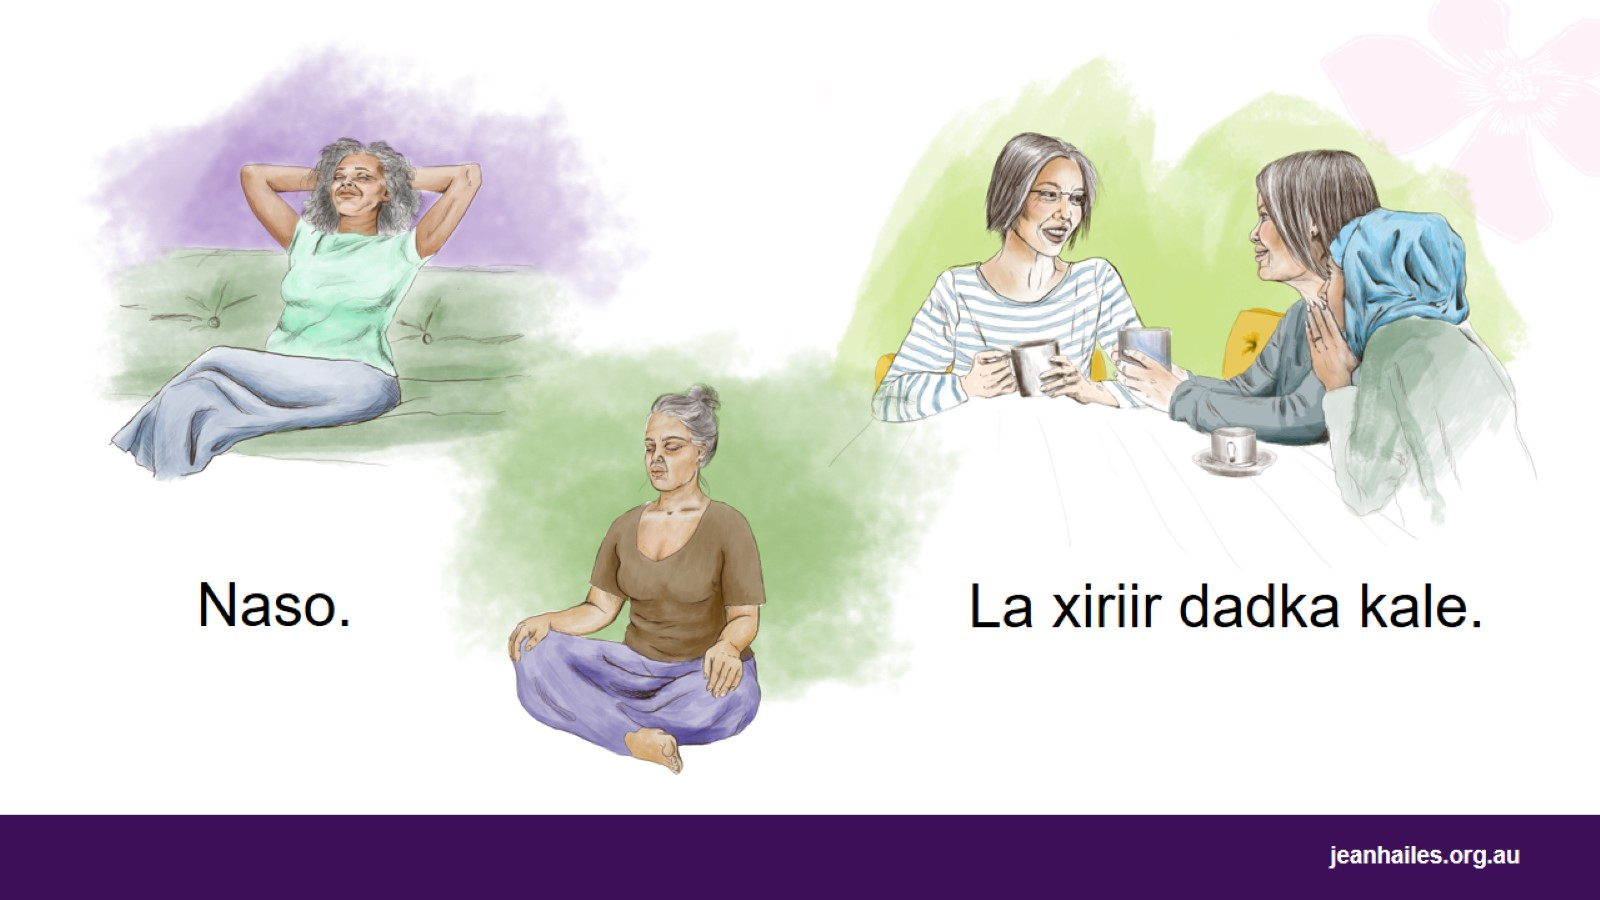 Naso.
La xiriir dadka kale.
jeanhailes.org.au